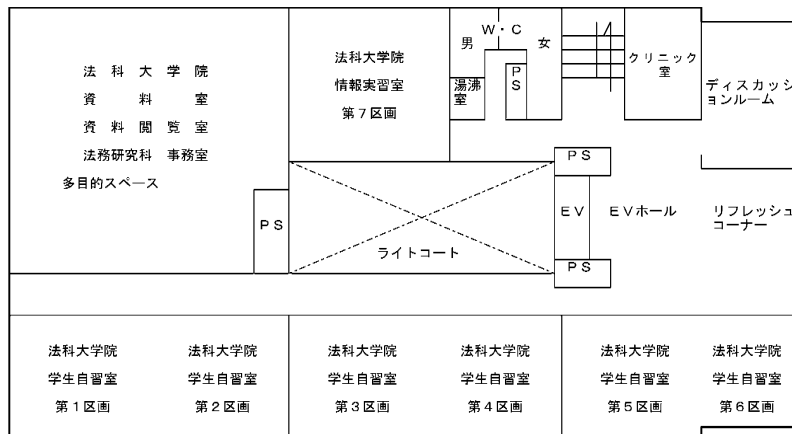 法科大学院
資料室
資料閲覧室
法務研究科 事務室
多目的スペース
PS
法科大学院
情報実習室
第7区画
W・C
男
女
湯沸
室
PS
クリニック
室
ディスカッシ
ョンルーム
PS
EV
EVホール
リフレッシュ
コーナー
PS
ライトコート
法科大学院
学生自習室
第1区画
法科大学院
学生自習室
第2区画
法科大学院
学生自習室
第3区画
法科大学院
学生自習室
第4区画
法科大学院
学生自習室
第5区画
法科大学院
学生自習室
第6区画